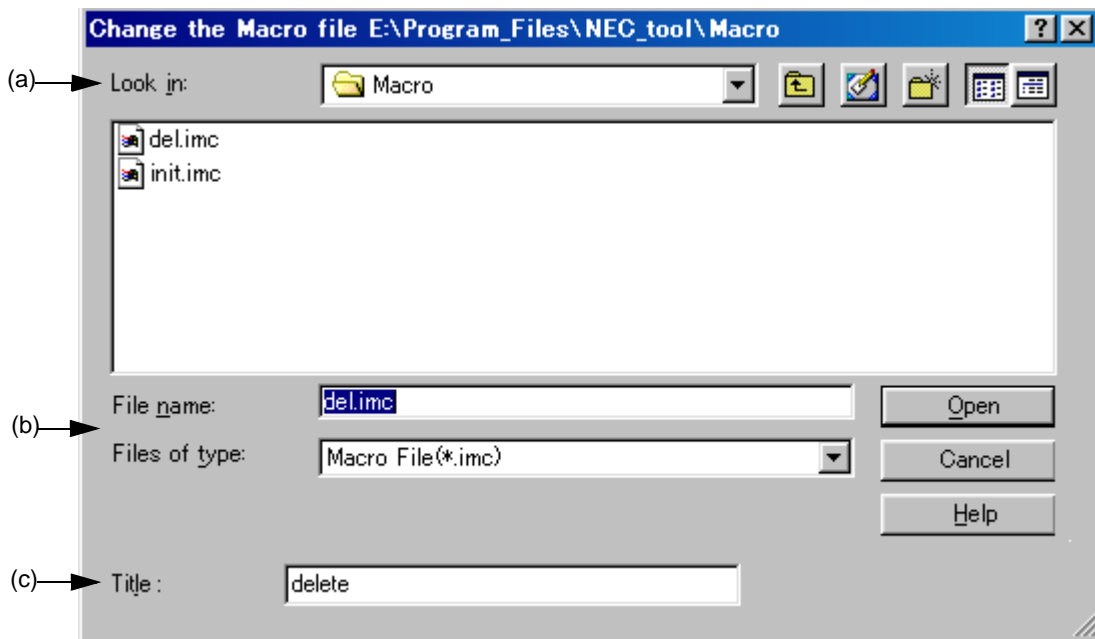 Change the Macro file E:\Program_Files\NEC_tool\Macro
(a) Look in: Macro
del.imc
init.imc
File name: del.imc Open
(b)
Files of type: Macro File(*.imc) Cancel
Help
(c) Title : delete